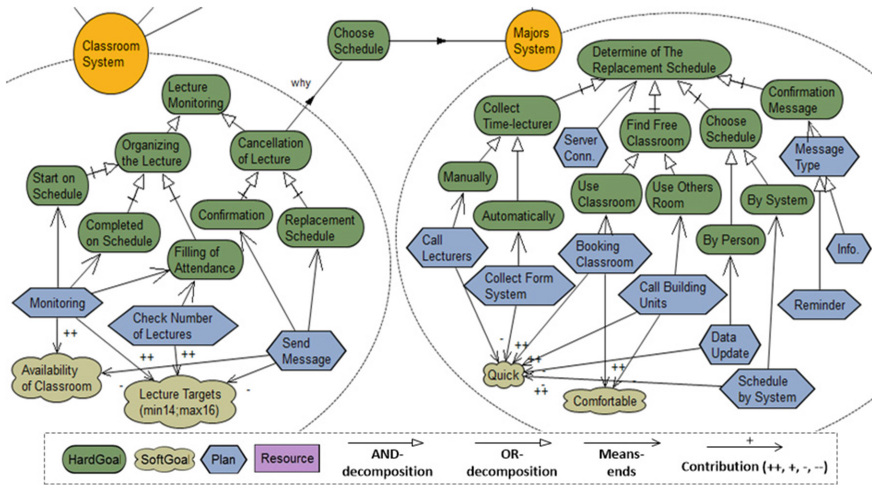 Classroom
System
Choose
Schedule
Majors
System
why
Lecture
Monitoring
Organizing
the Lecture
Cancellation
of Lecture
Start on
Schedule
Completed
on Schedule
Filling of
Attendance
Confirmation
Replacement
Schedule
Monitoring
Check Number
of Lectures
Send
Message
++
++
++
-
-
Availability
of Classroom
Lecture Targets
(min14;max16)
Determine of The
Replacement Schedule
Collect
Time-lecturer
Server
Conn.
Find Free
Classroom
Choose
Schedule
Confirmation
Message
Message
Type
Manually
Automatically
Use
Classroom
Use Others
Room
By System
By Person
Info.
Call
Lecturers
Collect Form
System
Booking
Classroom
Call Building
Units
Reminder
Data
Update
Schedule
by System
-
++
++
-
-
++
++
-
Quick
Comfortable
HardGoal
SoftGoal
Plan
Resource
AND-
decomposition
OR-
decomposition
Means-
ends
+
Contribution (++, +, -, --)